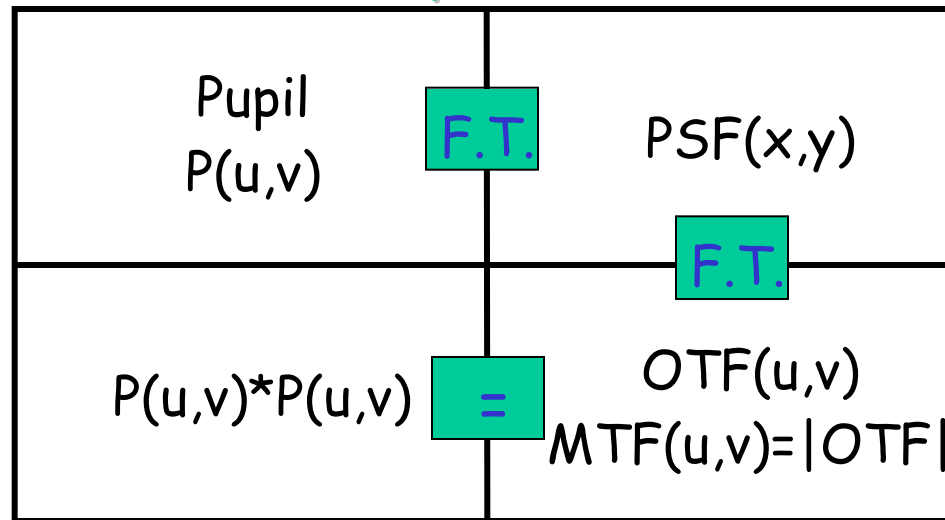 Pupil
P(u,v)
F.T.
PSF(x,y)
F.T.
P(u,v)*P(u,v)
=
OTF(u,v)
MTF(u,v)=|OTF|